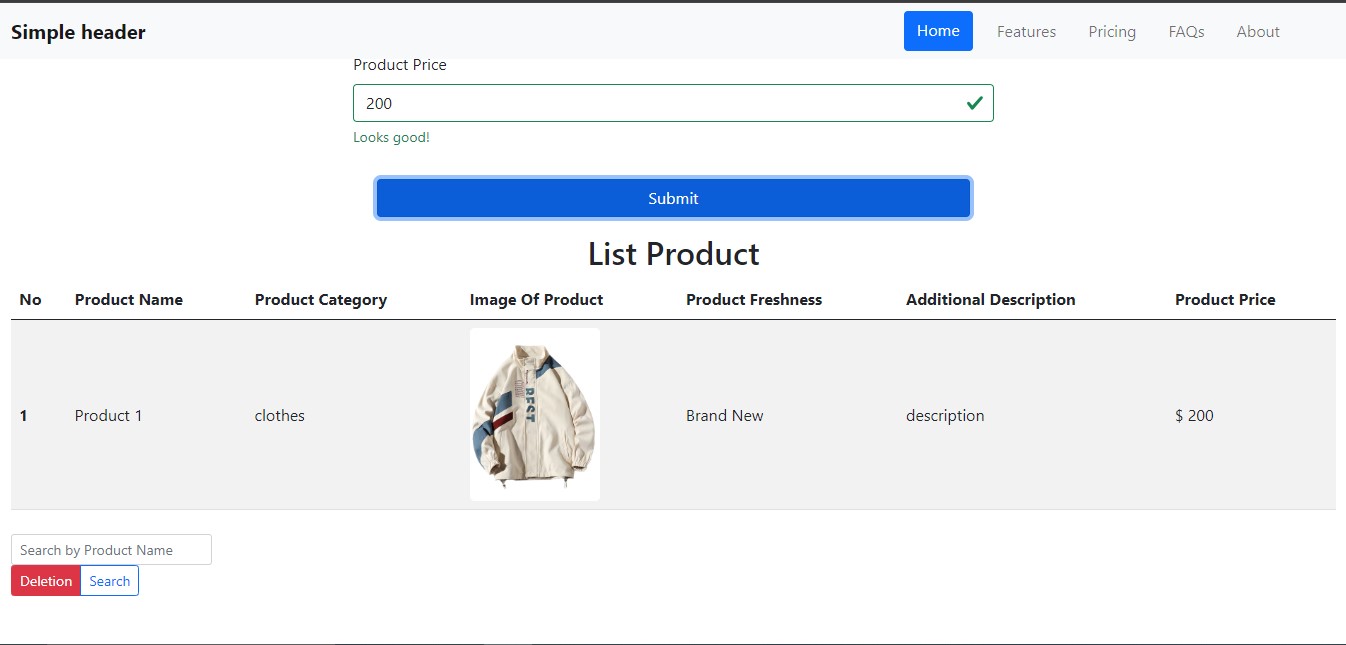 Simple header Home Features Pricing FAQs About
Product Price
200
Looks good!
Submit
List Product
No Product Name Product Category Image Of Product Product Freshness Additional Description Product Price
1 Product 1 clothes Brand New description $ 200
BEST
Search by Product Name
Deletion Search